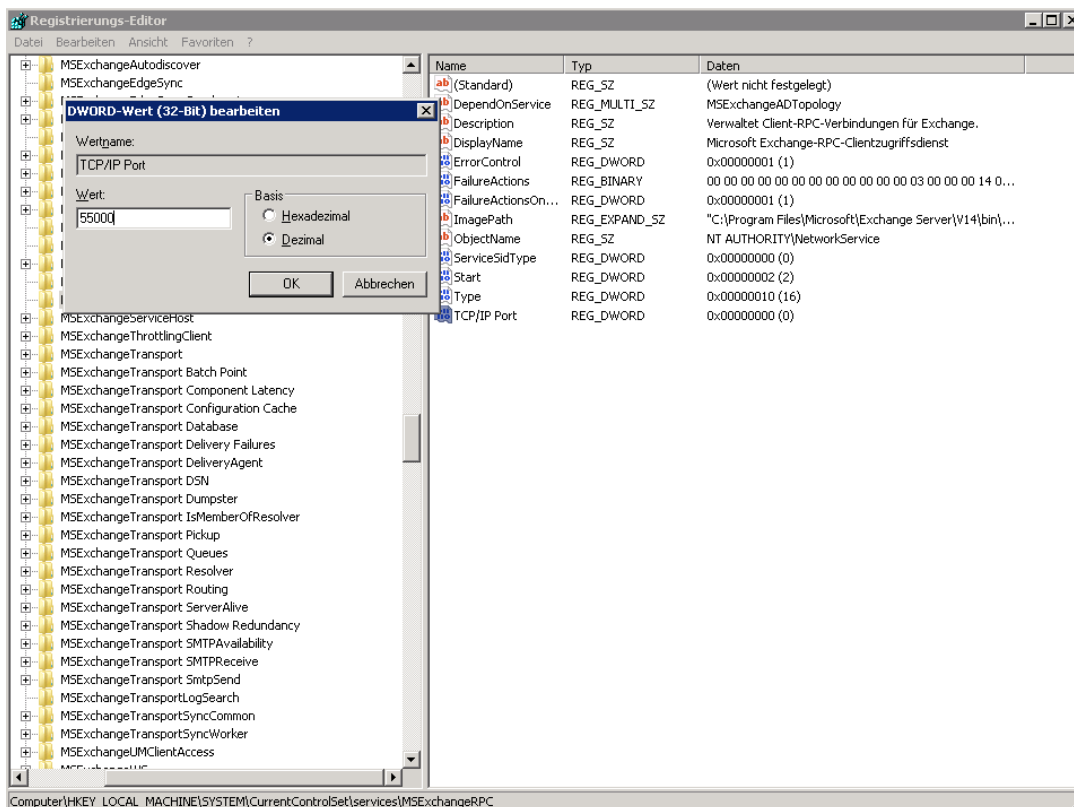 Registrierungs-Editor
Datei Bearbeiten Ansicht Favoriten ?
MSExchangeAutodiscover
MSExchangeEdgeSync
DWORD-Wert (32-Bit) bearbeiten
Wertname:
TCP/IP Port
Wert:
55000
Basis
Hexadezimal
Dezimal
OK Abbrechen
MSExchangeServiceHost
MSExchangeThrottlingClient
MSExchangeTransport
MSExchangeTransport Batch Point
MSExchangeTransport Component Latency
MSExchangeTransport Configuration Cache
MSExchangeTransport Database
MSExchangeTransport Delivery Failures
MSExchangeTransport DeliveryAgent
MSExchangeTransport DSN
MSExchangeTransport Dumpster
MSExchangeTransport IsMemberOfResolver
MSExchangeTransport Pickup
MSExchangeTransport Queues
MSExchangeTransport Resolver
MSExchangeTransport Routing
MSExchangeTransport ServerAlive
MSExchangeTransport Shadow Redundancy
MSExchangeTransport SMTPAvailability
MSExchangeTransport SMTPReceive
MSExchangeTransport SmtpSend
MSExchangeTransportLogSearch
MSExchangeTransportSyncCommon
MSExchangeTransportSyncWorker
MSExchangeUMClientAccess
Name Typ Daten
(Standard) REG_SZ (Wert nicht festgelegt)
DependOnService REG_MULTI_SZ MSExchangeADTopology
Description REG_SZ Verwaltet Client-RPC-Verbindungen für Exchange.
DisplayName REG_SZ Microsoft Exchange-RPC-Clientzugriffsdienst
ErrorControl REG_DWORD 0x00000001 (1)
FailureActions REG_BINARY 00 00 00 00 00 00 00 00 00 00 00 00 03 00 00 00 14 0...
FailureActionsOn... REG_DWORD 0x00000001 (1)
ImagePath REG_EXPAND_SZ "C:\Program Files\Microsoft\Exchange Server\V14\bin\...
ObjectName REG_SZ NT AUTHORITY\NetworkService
ServiceSidType REG_DWORD 0x00000000 (0)
Start REG_DWORD 0x00000002 (2)
Type REG_DWORD 0x00000010 (16)
TCP/IP Port REG_DWORD 0x00000000 (0)
Computer\HKEY_LOCAL_MACHINE\SYSTEM\CurrentControlSet\services\MSExchangeRPC